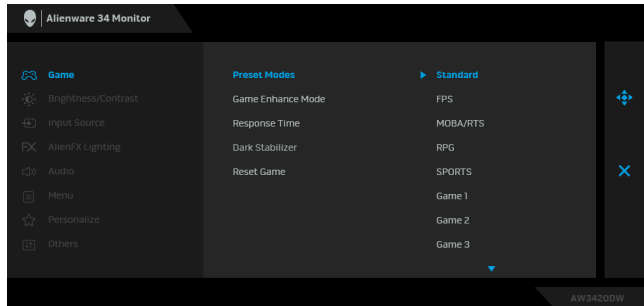 Alienware 34 Monitor
Game
Brightness/Contrast
Input Source
AlienFX Lighting
Audio
Menu
Personalize
Others
Preset Modes
Game Enhance Mode
Response Time
Dark Stabilizer
Reset Game
Standard
FPS
MOBA/RTS
RPG
SPORTS
Game 1
Game 2
Game 3
AW3420DW